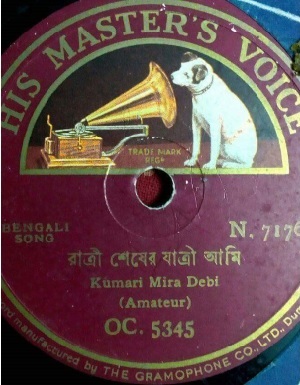 HIS MASTER'S VOICE
TRADE MARK
REGD
BENGALI
SONG
N. 7176
রাত্রী শেষের যাত্রী আমি
Kumari Mira Debi
(Amateur)
OC. 5345
manufactured by THE GRAMOPHONE CO., LTD.,